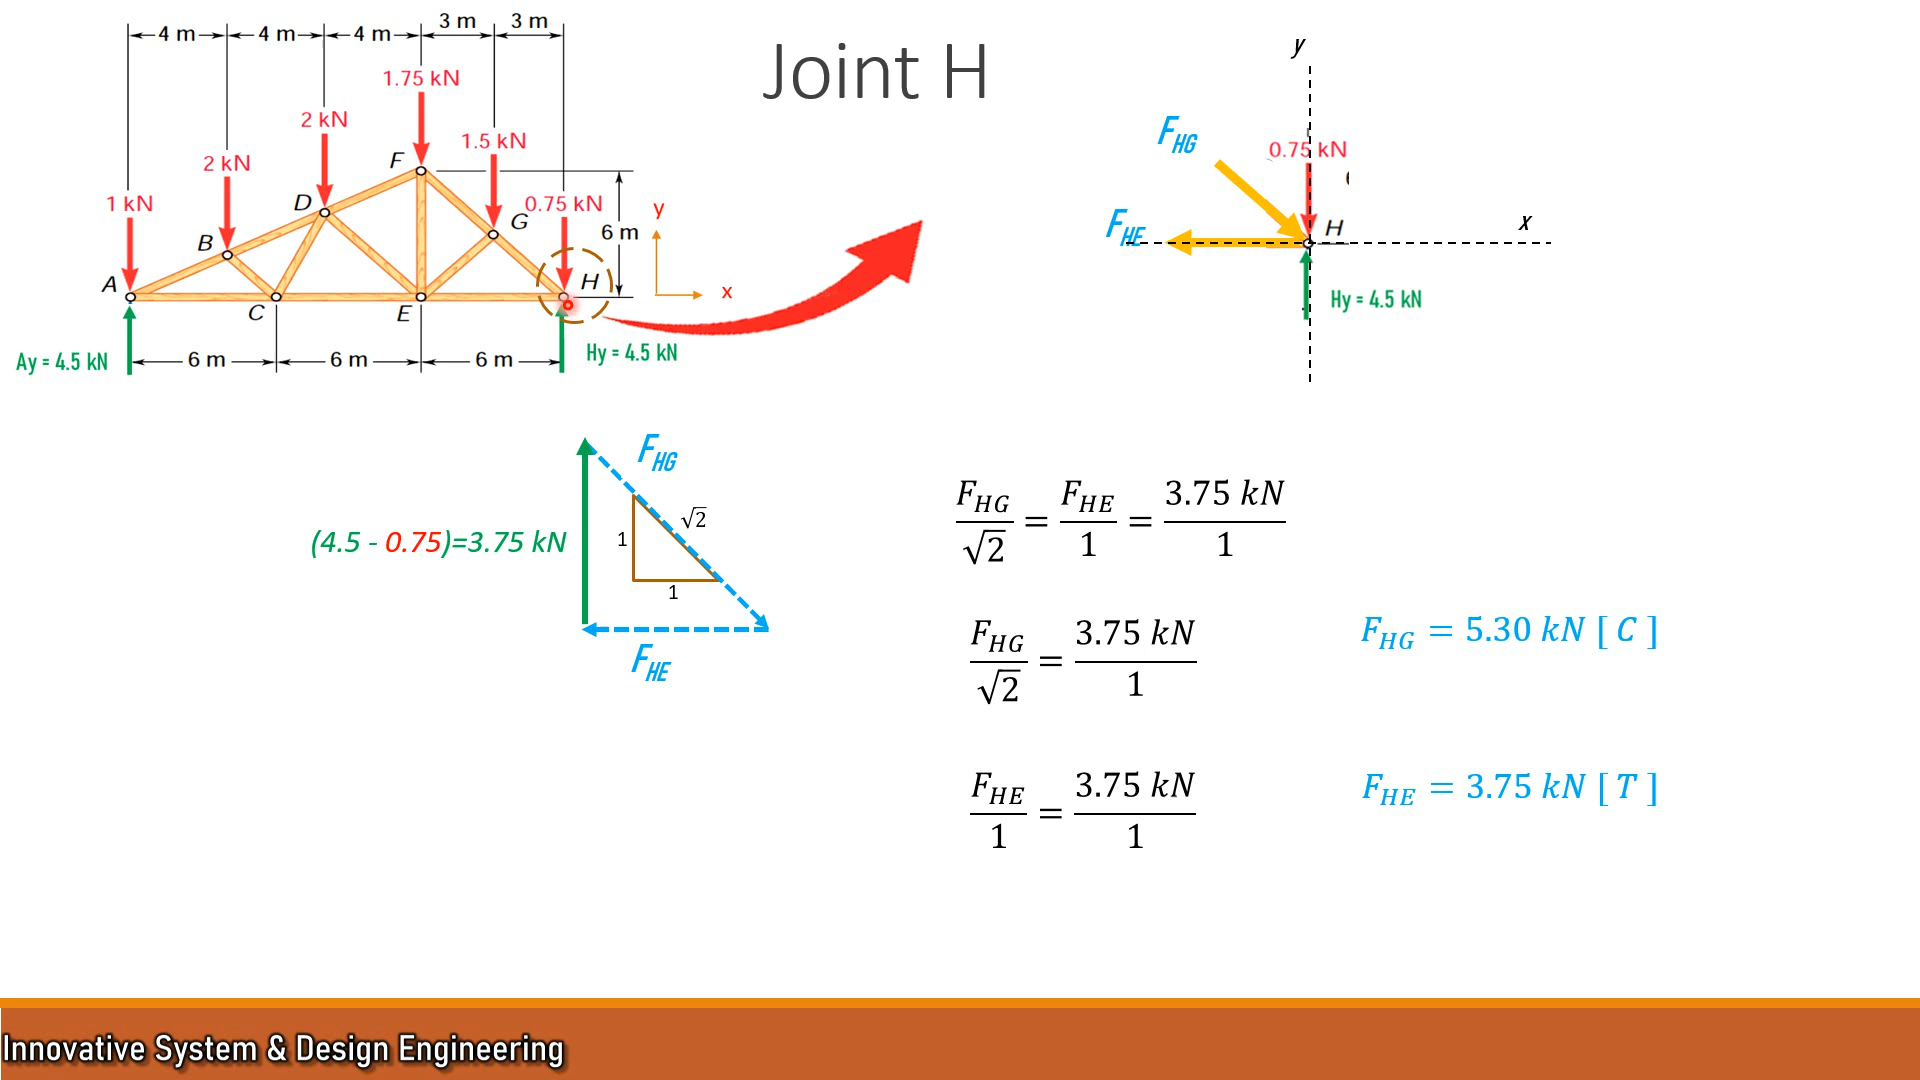 Joint H
4 m 4 m 4 m 3 m 3 m
1.75 kN
2 kN
1.5 kN
2 kN
F
1 kN
D
0.75 kN
G
y
6 m
B
A
H
x
C
E
Ay = 4.5 kN
6 m 6 m 6 m
Hy = 4.5 kN
y
F_HG
0.75 kN
F_HE
H
x
Hy = 4.5 kN
F_HG
√2
1
(4.5 - 0.75)=3.75 kN
1
F_HE
F_HG/√2 = F_HE/1 = 3.75 kN/1
F_HG/√2 = 3.75 kN/1
F_HG = 5.30 kN [ C ]
F_HE/1 = 3.75 kN/1
F_HE = 3.75 kN [ T ]
Innovative System & Design Engineering